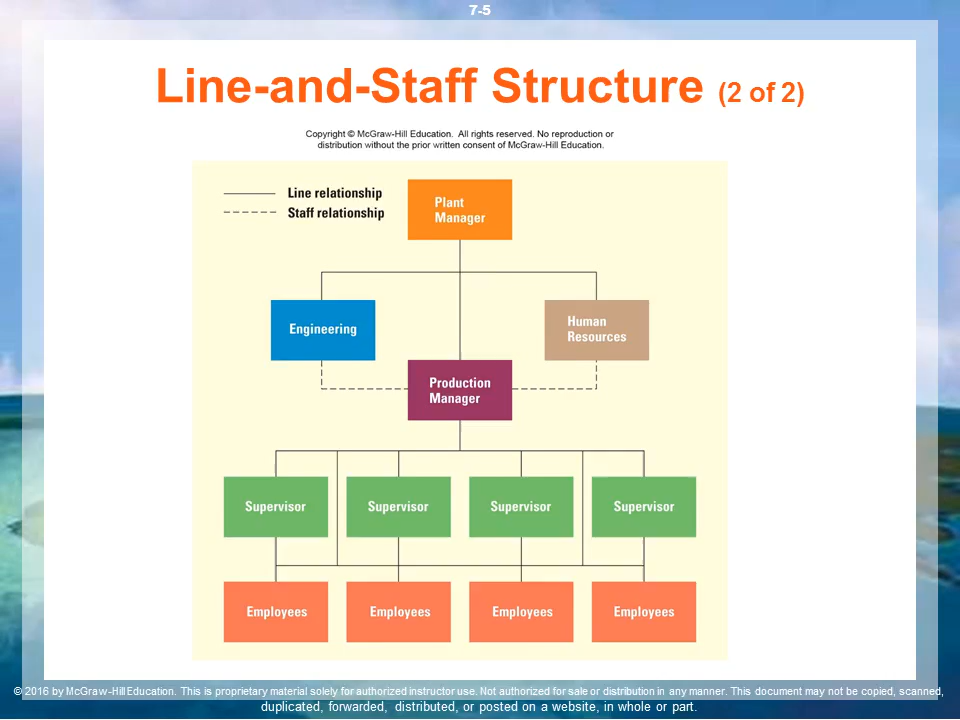 7-5
Line-and-Staff Structure (2 of 2)
Copyright © McGraw-Hill Education. All rights reserved. No reproduction or
distribution without the prior written consent of McGraw-Hill Education.
Line relationship
Staff relationship
Plant
Manager
Engineering
Human
Resources
Production
Manager
Supervisor
Supervisor
Supervisor
Supervisor
Employees
Employees
Employees
Employees
© 2016 by McGraw-Hill Education. This is proprietary material solely for authorized instructor use. Not authorized for sale or distribution in any manner. This document may not be copied, scanned,
duplicated, forwarded, distributed, or posted on a website, in whole or part.